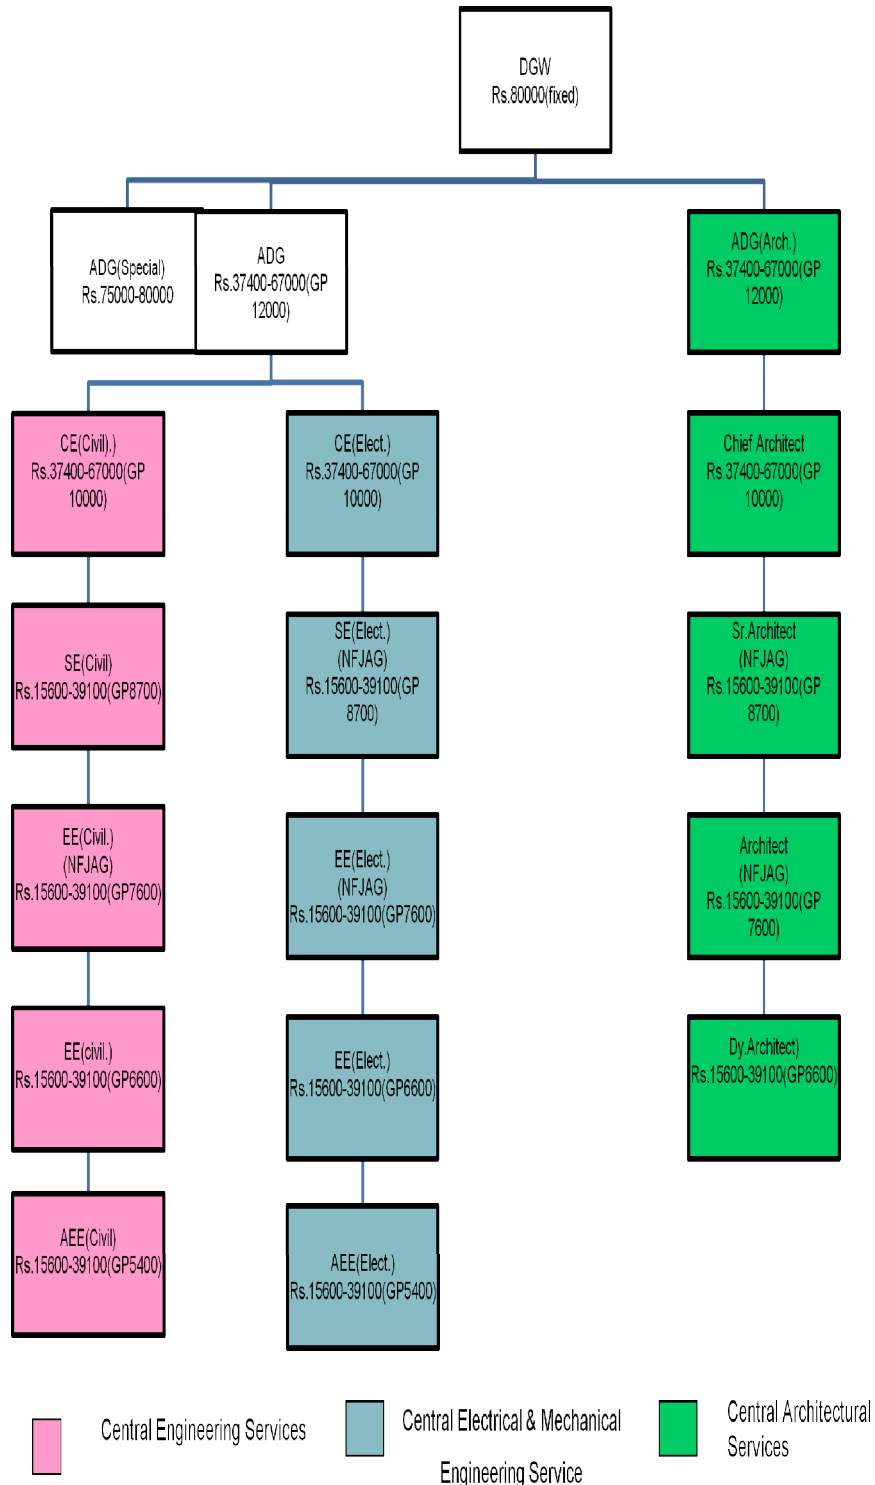 DGW
Rs.80000(fixed)
ADG(Special)
Rs.75000-80000
ADG
Rs.37400-67000(GP
12000)
ADG(Arch.)
Rs.37400-67000(GP
12000)
CE(Civil).)
Rs.37400-67000(GP
10000)
CE(Elect.)
Rs.37400-67000(GP
10000)
Chief Architect
Rs.37400-67000(GP
10000)
SE(Civil)
Rs.15600-39100(GP8700)
SE(Elect.)
(NFJAG)
Rs.15600-39100(GP
8700)
Sr.Architect
(NFJAG)
Rs.15600-39100(GP
8700)
EE(Civil.)
(NFJAG)
Rs.15600-39100(GP7600)
EE(Elect.)
(NFJAG)
Rs.15600-39100(GP7600)
Architect
(NFJAG)
Rs.15600-39100(GP
7600)
EE(civil.)
Rs.15600-39100(GP6600)
EE(Elect.)
Rs.15600-39100(GP6600)
Dy.Architect)
Rs.15600-39100(GP6600)
AEE(Civil)
Rs.15600-39100(GP5400)
AEE(Elect.)
Rs.15600-39100(GP5400)
Central Engineering Services
Central Electrical & Mechanical
Engineering Service
Central Architectural
Services